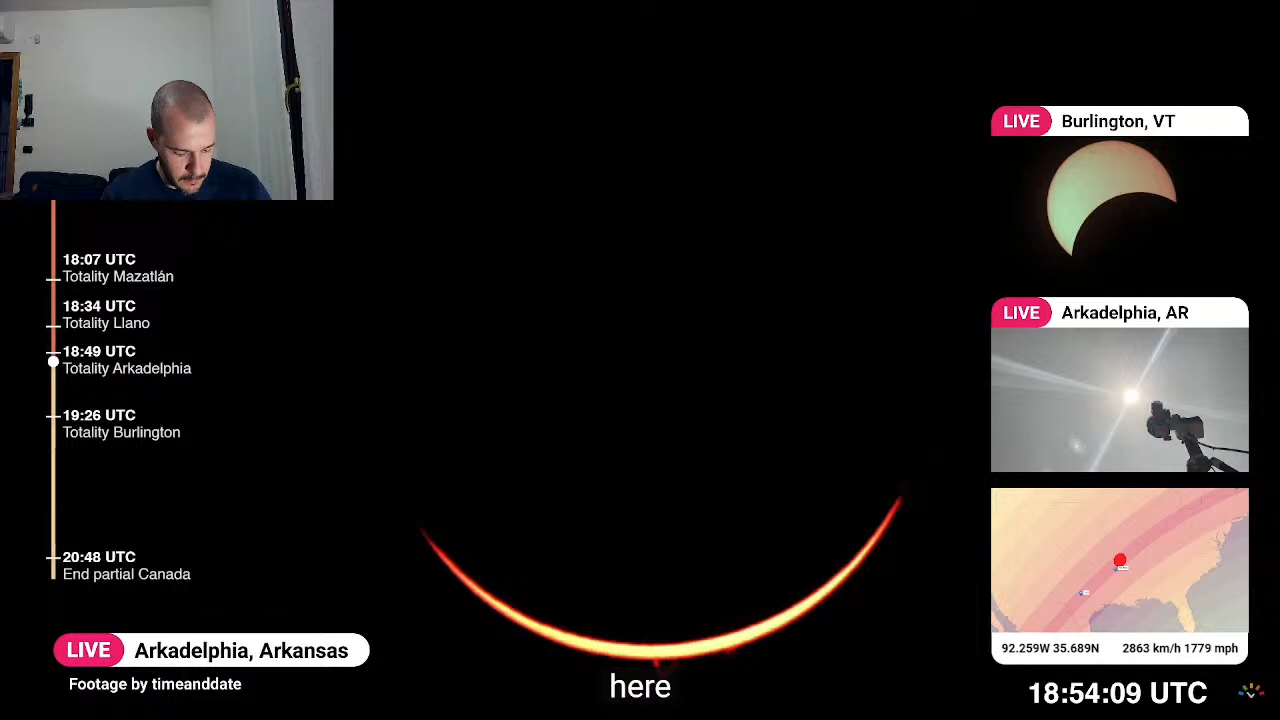 18:07 UTC
Totality Mazatlán
18:34 UTC
Totality Llano
18:49 UTC
Totality Arkadelphia
19:26 UTC
Totality Burlington
20:48 UTC
End partial Canada
LIVE Arkadelphia, Arkansas
Footage by timeanddate
here
LIVE Burlington, VT
LIVE Arkadelphia, AR
92.259W 35.689N 2863 km/h 1779 mph
18:54:09 UTC